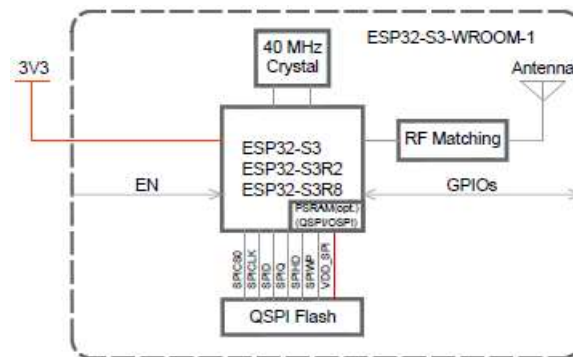 ESP32-S3-WROOM-1
40 MHz
Crystal
3V3
Antenna
ESP32-S3
ESP32-S3R2
ESP32-S3R8
RF Matching
EN
GPIOs
PSRAM(opt.)
(QSPI/OSPI)
SPICS0
SPICLK
SPID
SPIQ
SPIHD
SPIWP
VDD_SPI
QSPI Flash